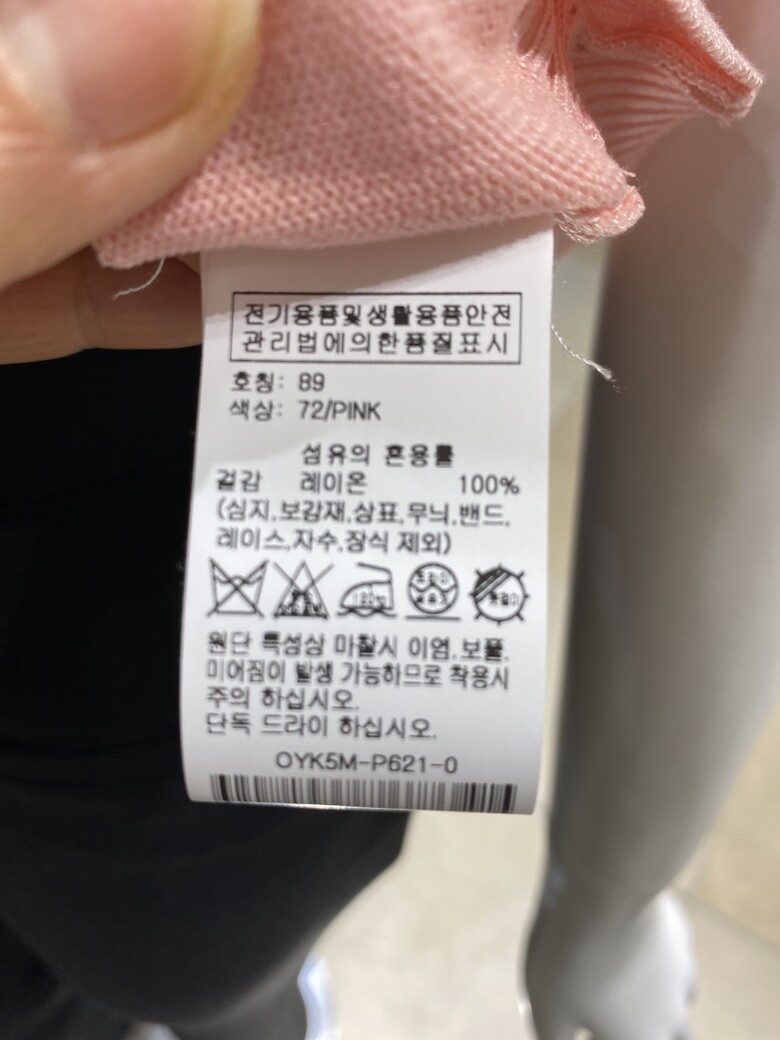 전기용품및생활용품안전
관리법에의한품질표시
호칭: 89
색상: 72/PINK
섬유의 혼용률
겉감 레이온 100%
(심지,보강재,상표,무늬,밴드,
레이스,자수,장식 제외)
원단 특성상 마찰시 이염,보풀,
미어짐이 발생 가능하므로 착용시
주의 하십시오.
단독 드라이 하십시오.
OYK5M-P621-0